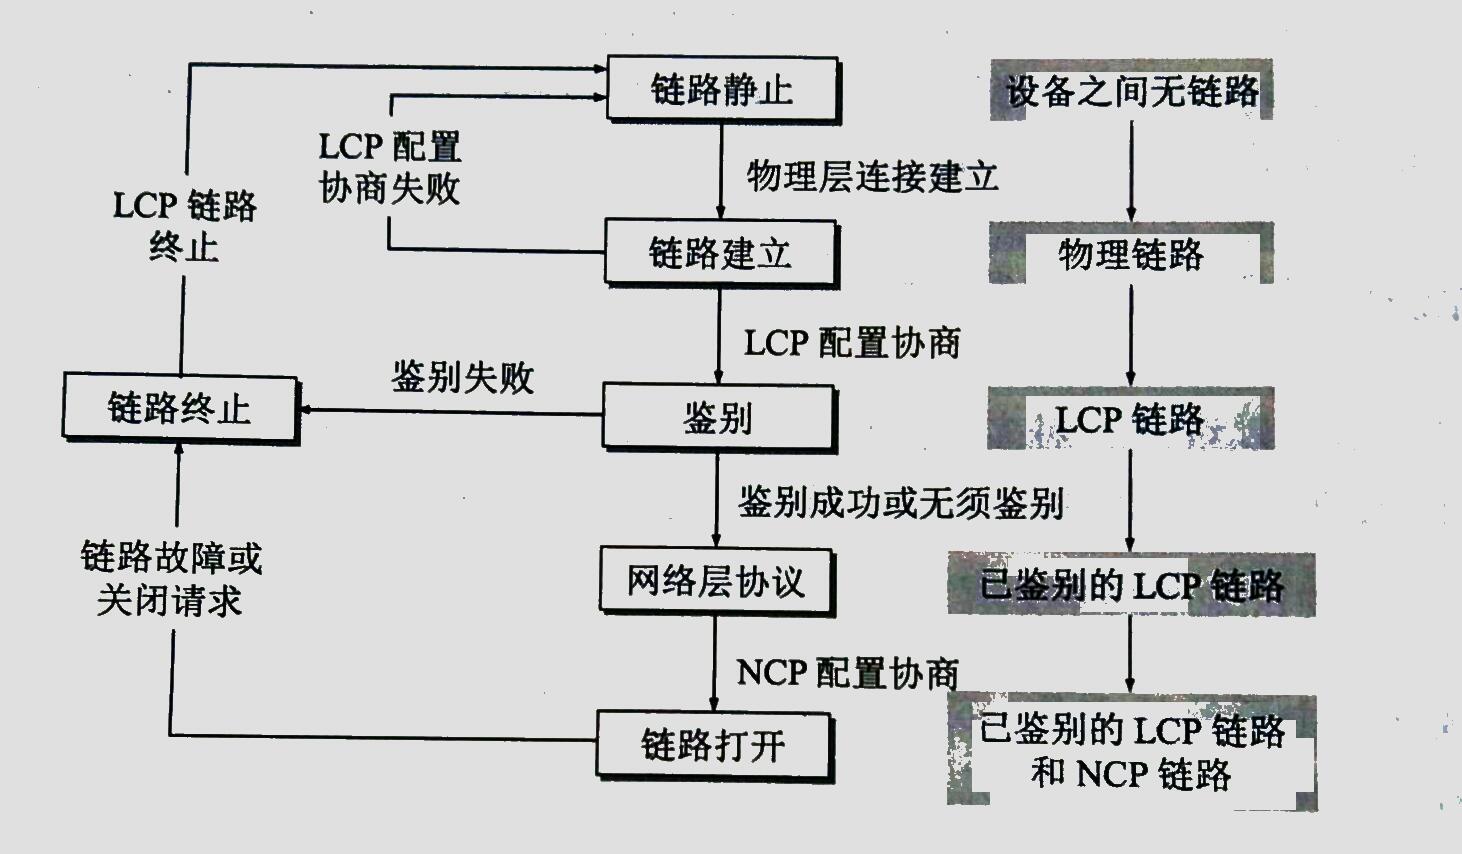 链路静止
设备之间无链路
LCP 配置
协商失败
物理层连接建立
LCP 链路
终止
链路建立
物理链路
LCP 配置协商
鉴别失败
链路终止
鉴别
LCP 链路
鉴别成功或无须鉴别
链路故障或
关闭请求
网络层协议
已鉴别的 LCP 链路
NCP 配置协商
链路打开
已鉴别的 LCP 链路
和 NCP 链路